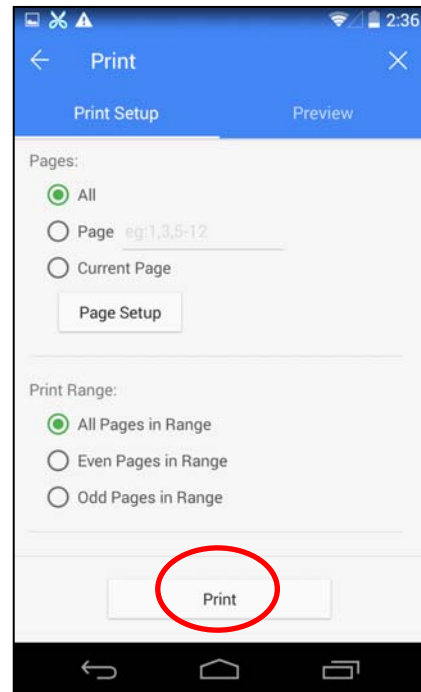 2:36
Print
Print Setup Preview
Pages:
All
Page eg:1,3,5-12
Current Page
Page Setup
Print Range:
All Pages in Range
Even Pages in Range
Odd Pages in Range
Print